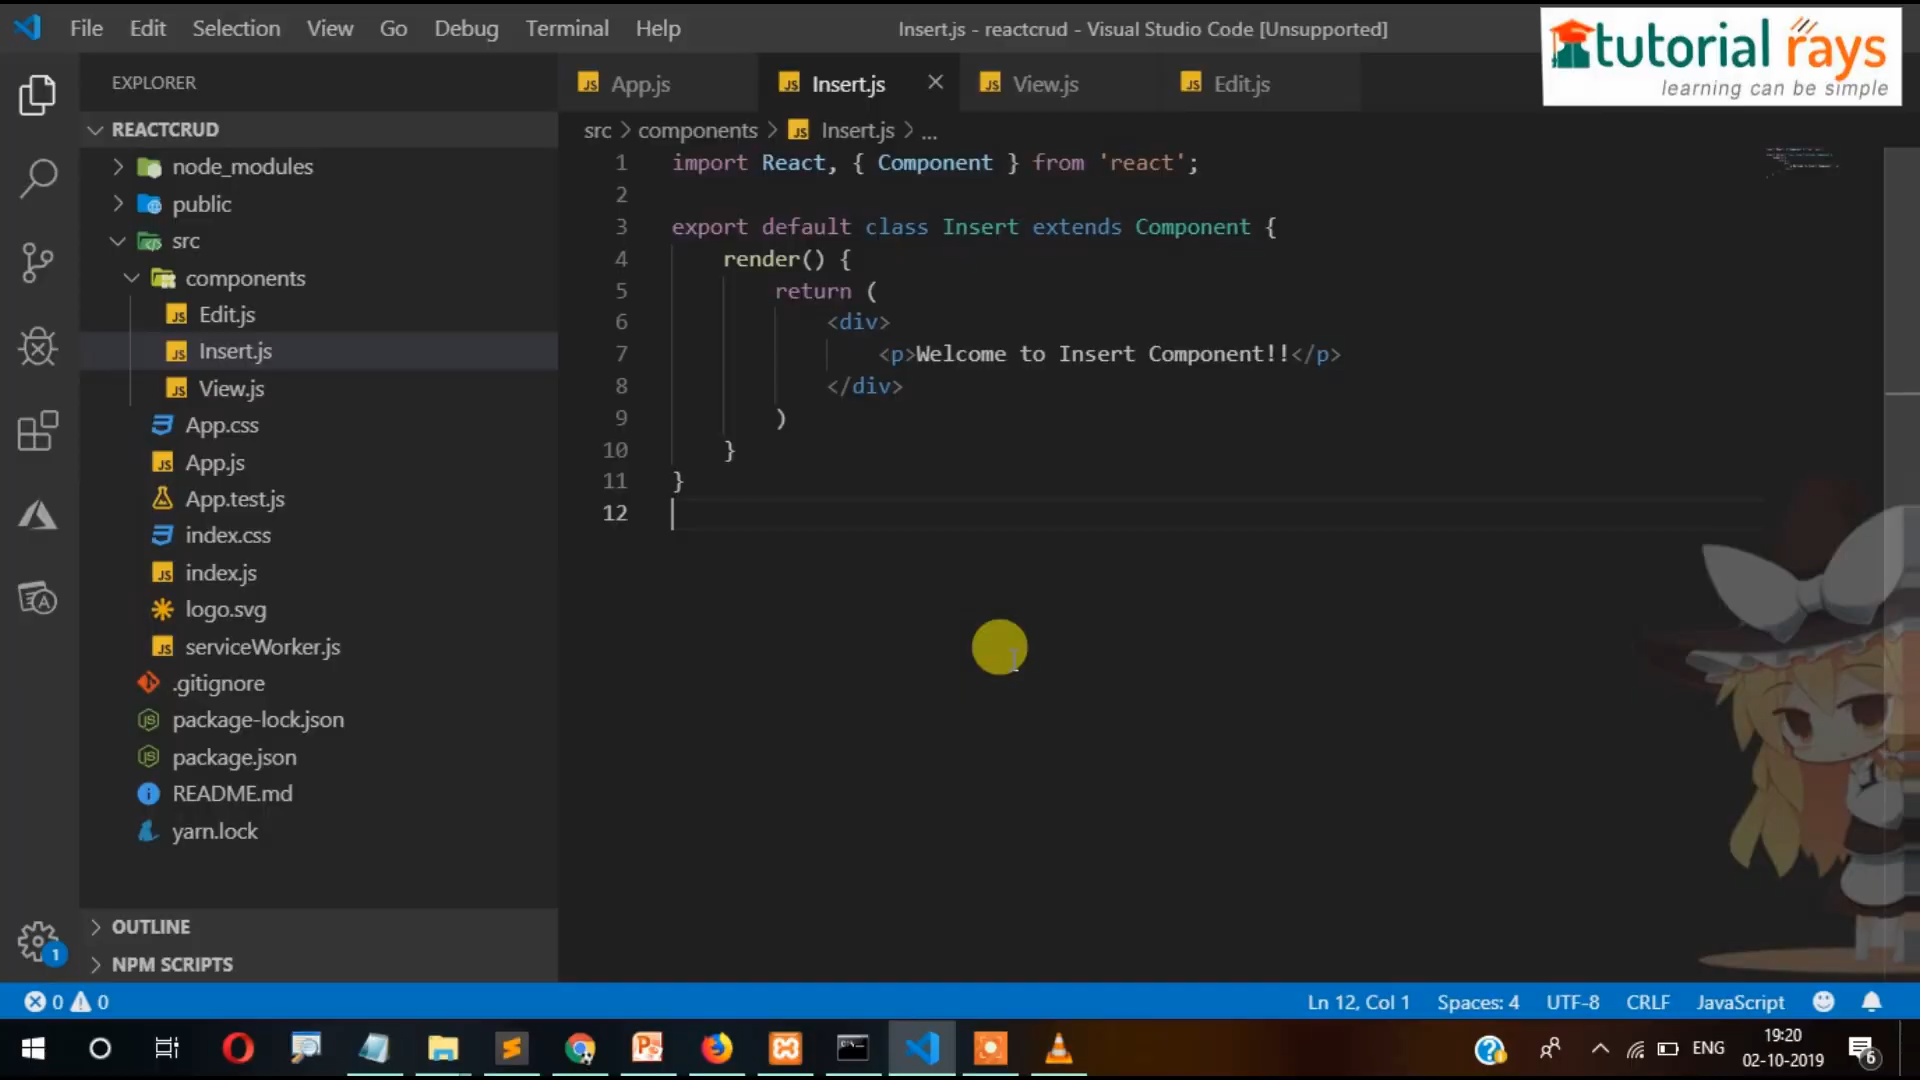 File Edit Selection View Go Debug Terminal Help
Insert.js - reactcrud - Visual Studio Code [Unsupported]
tutorial rays
learning can be simple
EXPLORER
REACTCRUD
node_modules
public
src
components
Edit.js
Insert.js
View.js
App.css
App.js
App.test.js
index.css
index.js
logo.svg
serviceWorker.js
.gitignore
package-lock.json
package.json
README.md
yarn.lock
OUTLINE
NPM SCRIPTS
1
App.js Insert.js View.js Edit.js
src > components > Insert.js > ...
1 import React, { Component } from 'react';
2
3 export default class Insert extends Component {
4 render() {
5 return (
6 <div>
7 <p>Welcome to Insert Component!!</p>
8 </div>
9 )
10 }
11 }
12
0 0 Ln 12, Col 1 Spaces: 4 UTF-8 CRLF JavaScript
ENG
19:20
02-10-2019
6